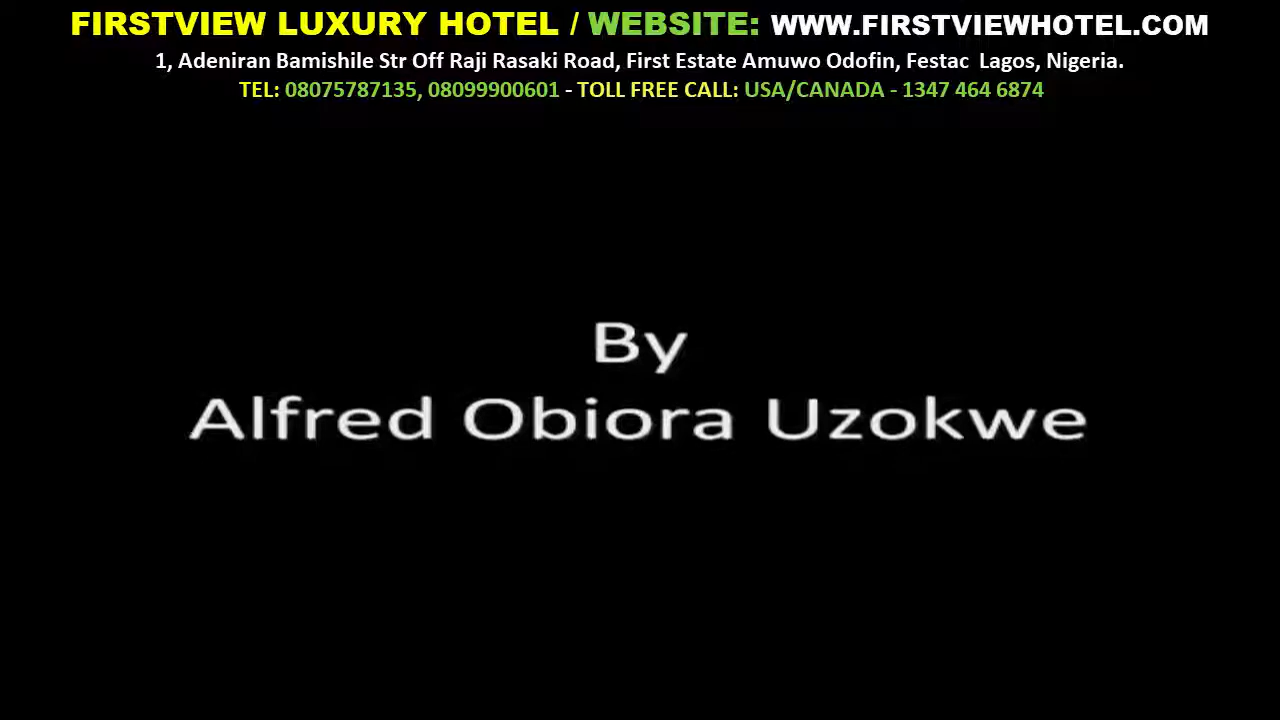 FIRSTVIEW LUXURY HOTEL / WEBSITE: WWW.FIRSTVIEWHOTEL.COM
1, Adeniran Bamishile Str Off Raji Rasaki Road, First Estate Amuwo Odofin, Festac Lagos, Nigeria.
TEL: 08075787135, 08099900601 - TOLL FREE CALL: USA/CANADA - 1347 464 6874
By
Alfred Obiora Uzokwe